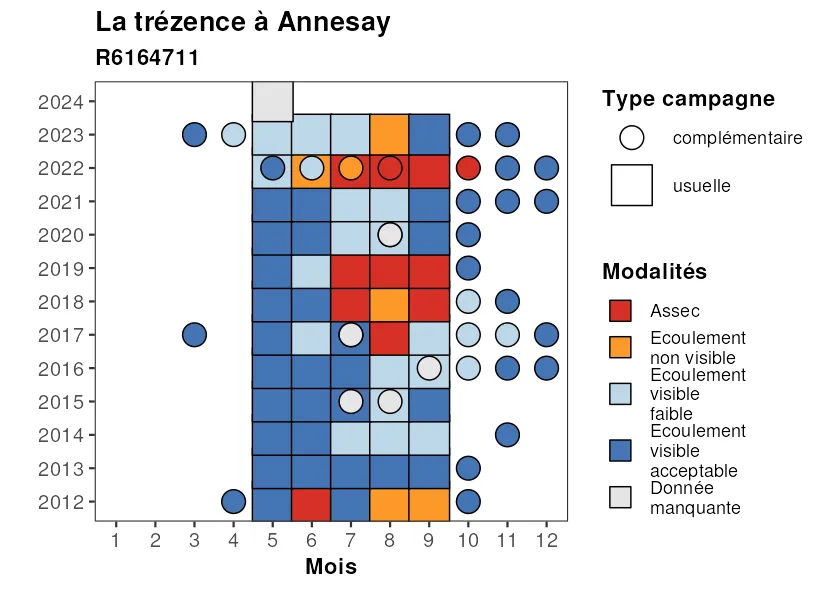 La trézence à Annesay
R6164711
2024
2023
2022
2021
2020
2019
2018
2017
2016
2015
2014
2013
2012
1 2 3 4 5 6 7 8 9 10 11 12
Mois
Type campagne
complémentaire
usuelle
Modalités
Assec
Ecoulement
non visible
Ecoulement
visible
faible
Ecoulement
visible
acceptable
Donnée
manquante